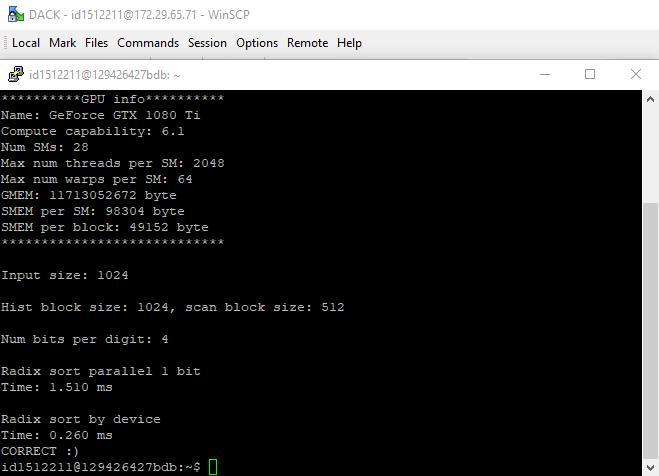 DACK - id1512211@172.29.65.71 - WinSCP
Local Mark Files Commands Session Options Remote Help
id1512211@129426427bdb: ~
**********GPU info**********
Name: GeForce GTX 1080 Ti
Compute capability: 6.1
Num SMs: 28
Max num threads per SM: 2048
Max num warps per SM: 64
GMEM: 11713052672 byte
SMEM per SM: 98304 byte
SMEM per block: 49152 byte
****************************
Input size: 1024
Hist block size: 1024, scan block size: 512
Num bits per digit: 4
Radix sort parallel 1 bit
Time: 1.510 ms
Radix sort by device
Time: 0.260 ms
CORRECT :)
id1512211@129426427bdb:~$